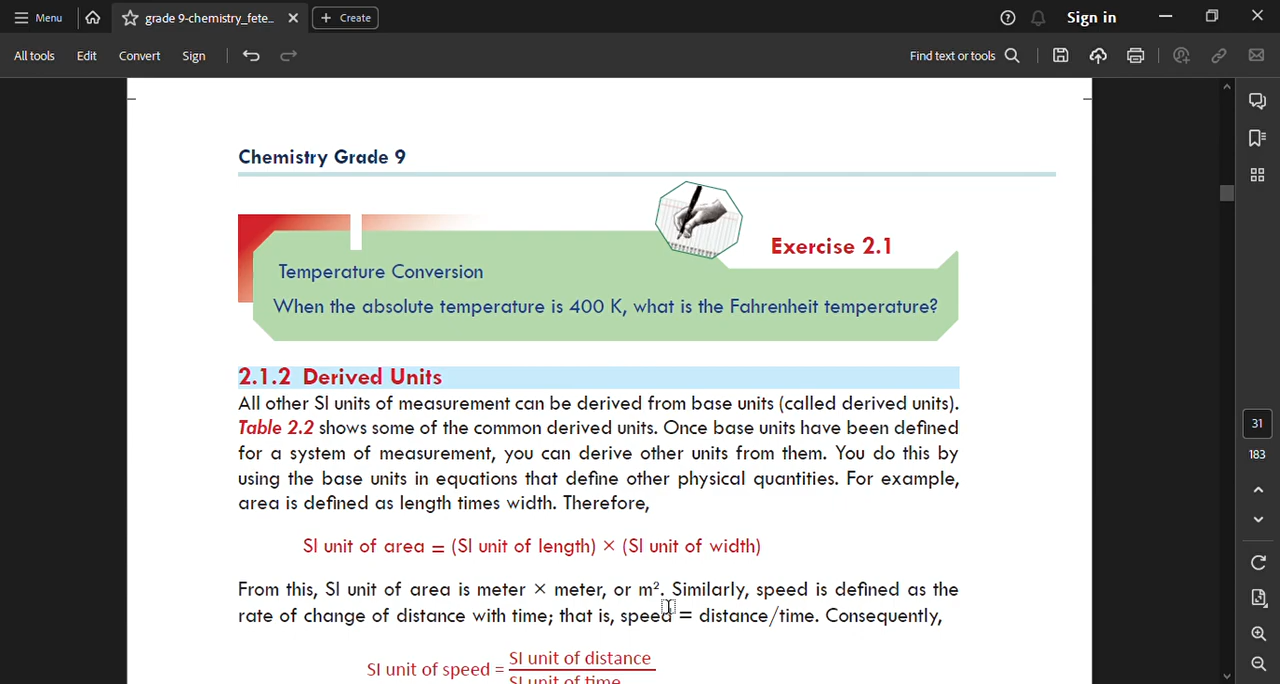 Menu
grade 9-chemistry_fete...
Create
Sign in
All tools
Edit
Convert
Sign
Find text or tools
Chemistry Grade 9
Exercise 2.1
Temperature Conversion
When the absolute temperature is 400 K, what is the Fahrenheit temperature?
2.1.2 Derived Units
All other SI units of measurement can be derived from base units (called derived units).
Table 2.2 shows some of the common derived units. Once base units have been defined
for a system of measurement, you can derive other units from them. You do this by
using the base units in equations that define other physical quantities. For example,
area is defined as length times width. Therefore,
SI unit of area = (SI unit of length) × (SI unit of width)
From this, SI unit of area is meter × meter, or m². Similarly, speed is defined as the
rate of change of distance with time; that is, speed = distance/time. Consequently,
SI unit of speed = SI unit of distance
SI unit of time
31
183